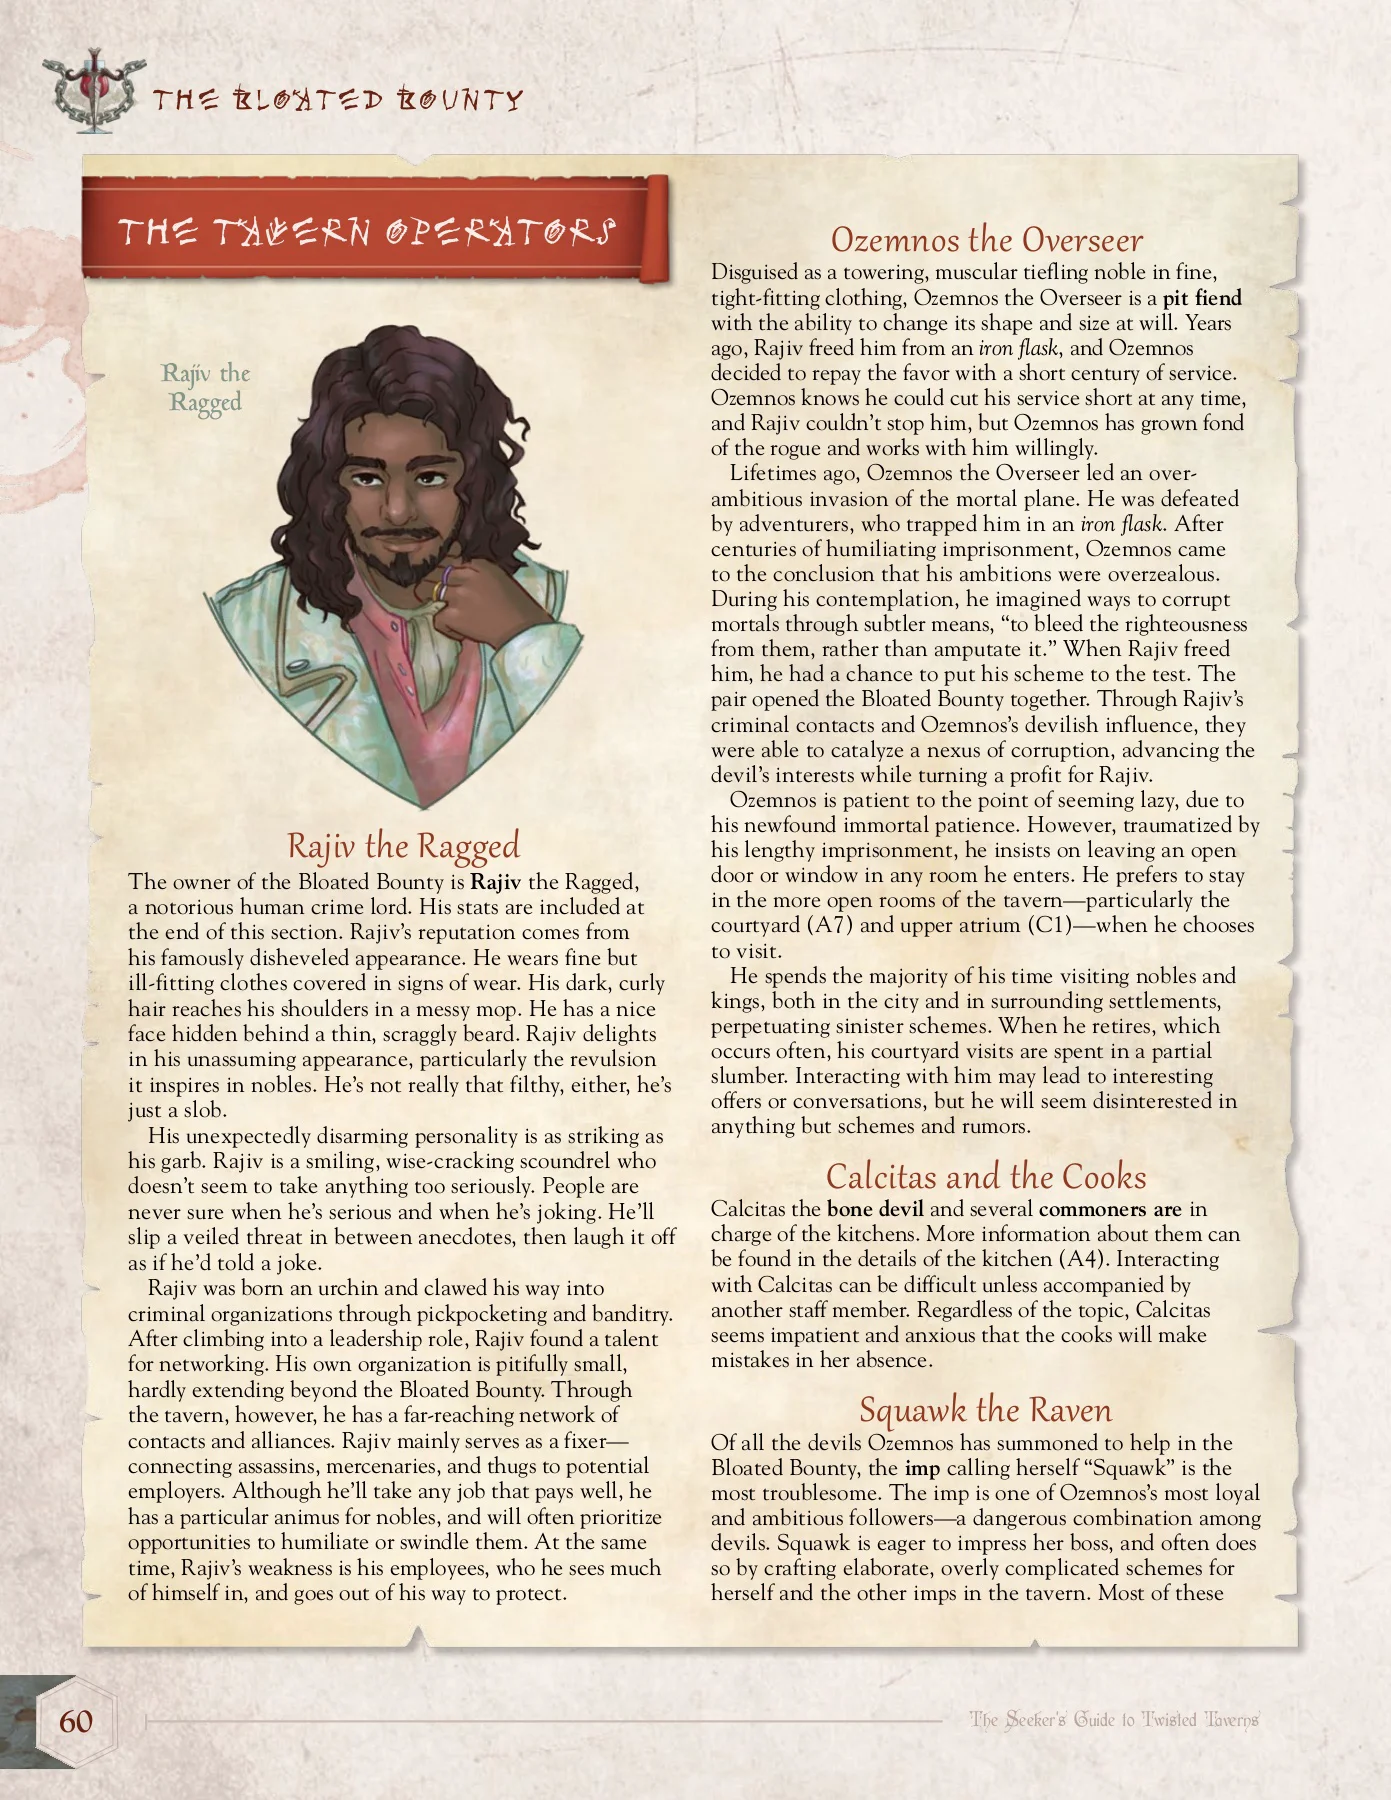 THE BLOATED BOUNTY
THE TAVERN OPERATORS
Rajiv the
Ragged
Rajiv the Ragged
The owner of the Bloated Bounty is Rajiv the Ragged,
a notorious human crime lord. His stats are included at
the end of this section. Rajiv's reputation comes from
his famously disheveled appearance. He wears fine but
ill-fitting clothes covered in signs of wear. His dark, curly
hair reaches his shoulders in a messy mop. He has a nice
face hidden behind a thin, scraggly beard. Rajiv delights
in his unassuming appearance, particularly the revulsion
it inspires in nobles. He's not really that filthy, either, he's
just a slob.
His unexpectedly disarming personality is as striking as
his garb. Rajiv is a smiling, wise-cracking scoundrel who
doesn't seem to take anything too seriously. People are
never sure when he's serious and when he's joking. He'll
slip a veiled threat in between anecdotes, then laugh it off
as if he'd told a joke.
Rajiv was born an urchin and clawed his way into
criminal organizations through pickpocketing and banditry.
After climbing into a leadership role, Rajiv found a talent
for networking. His own organization is pitifully small,
hardly extending beyond the Bloated Bounty. Through
the tavern, however, he has a far-reaching network of
contacts and alliances. Rajiv mainly serves as a fixer—
connecting assassins, mercenaries, and thugs to potential
employers. Although he'll take any job that pays well, he
has a particular animus for nobles, and will often prioritize
opportunities to humiliate or swindle them. At the same
time, Rajiv's weakness is his employees, who he sees much
of himself in, and goes out of his way to protect.
Ozemnos the Overseer
Disguised as a towering, muscular tiefling noble in fine,
tight-fitting clothing, Ozemnos the Overseer is a pit fiend
with the ability to change its shape and size at will. Years
ago, Rajiv freed him from an iron flask, and Ozemnos
decided to repay the favor with a short century of service.
Ozemnos knows he could cut his service short at any time,
and Rajiv couldn't stop him, but Ozemnos has grown fond
of the rogue and works with him willingly.
Lifetimes ago, Ozemnos the Overseer led an over-
ambitious invasion of the mortal plane. He was defeated
by adventurers, who trapped him in an iron flask. After
centuries of humiliating imprisonment, Ozemnos came
to the conclusion that his ambitions were overzealous.
During his contemplation, he imagined ways to corrupt
mortals through subtler means, "to bleed the righteousness
from them, rather than amputate it." When Rajiv freed
him, he had a chance to put his scheme to the test. The
pair opened the Bloated Bounty together. Through Rajiv's
criminal contacts and Ozemnos's devilish influence, they
were able to catalyze a nexus of corruption, advancing the
devil's interests while turning a profit for Rajiv.
Ozemnos is patient to the point of seeming lazy, due to
his newfound immortal patience. However, traumatized by
his lengthy imprisonment, he insists on leaving an open
door or window in any room he enters. He prefers to stay
in the more open rooms of the tavern—particularly the
courtyard (A7) and upper atrium (C1)—when he chooses
to visit.
He spends the majority of his time visiting nobles and
kings, both in the city and in surrounding settlements,
perpetuating sinister schemes. When he retires, which
occurs often, his courtyard visits are spent in a partial
slumber. Interacting with him may lead to interesting
offers or conversations, but he will seem disinterested in
anything but schemes and rumors.
Calcitas and the Cooks
Calcitas the bone devil and several commoners are in
charge of the kitchens. More information about them can
be found in the details of the kitchen (A4). Interacting
with Calcitas can be difficult unless accompanied by
another staff member. Regardless of the topic, Calcitas
seems impatient and anxious that the cooks will make
mistakes in her absence.
Squawk the Raven
Of all the devils Ozemnos has summoned to help in the
Bloated Bounty, the imp calling herself "Squawk" is the
most troublesome. The imp is one of Ozemnos's most loyal
and ambitious followers—a dangerous combination among
devils. Squawk is eager to impress her boss, and often does
so by crafting elaborate, overly complicated schemes for
herself and the other imps in the tavern. Most of these
60
The Seeker's Guide to Twisted Taverns